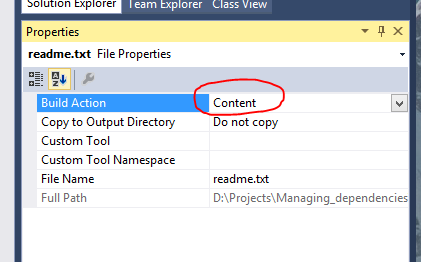 Solution Explorer Team Explorer Class View
Properties
readme.txt File Properties
Build Action Content
Copy to Output Directory Do not copy
Custom Tool
Custom Tool Namespace
File Name readme.txt
Full Path D:\Projects\Managing_dependencies